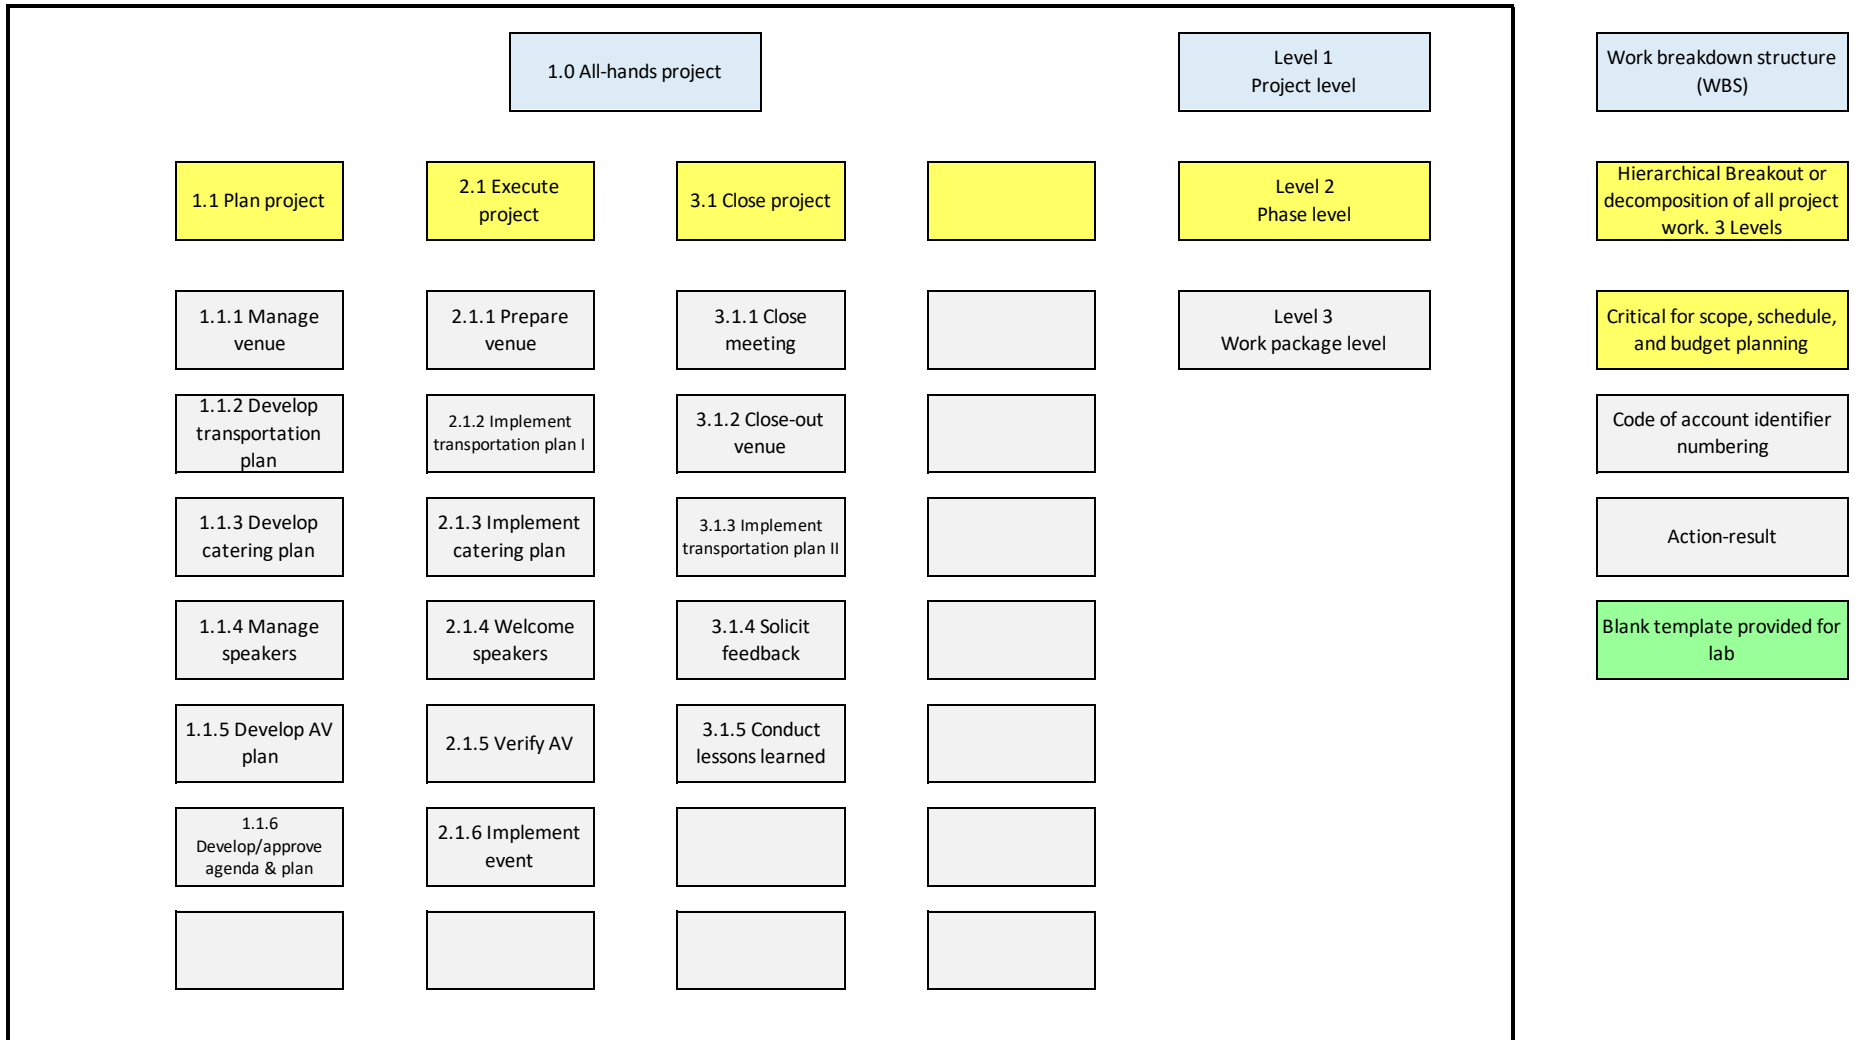 1.0 All-hands project
Level 1
Project level
Work breakdown structure
(WBS)
1.1 Plan project
2.1 Execute
project
3.1 Close project
Level 2
Phase level
Hierarchical Breakout or
decomposition of all project
work. 3 Levels
1.1.1 Manage
venue
2.1.1 Prepare
venue
3.1.1 Close
meeting
Level 3
Work package level
Critical for scope, schedule,
and budget planning
1.1.2 Develop
transportation
plan
2.1.2 Implement
transportation plan I
3.1.2 Close-out
venue
Code of account identifier
numbering
1.1.3 Develop
catering plan
2.1.3 Implement
catering plan
3.1.3 Implement
transportation plan II
Action-result
1.1.4 Manage
speakers
2.1.4 Welcome
speakers
3.1.4 Solicit
feedback
Blank template provided for
lab
1.1.5 Develop AV
plan
2.1.5 Verify AV
3.1.5 Conduct
lessons learned
1.1.6
Develop/approve
agenda & plan
2.1.6 Implement
event